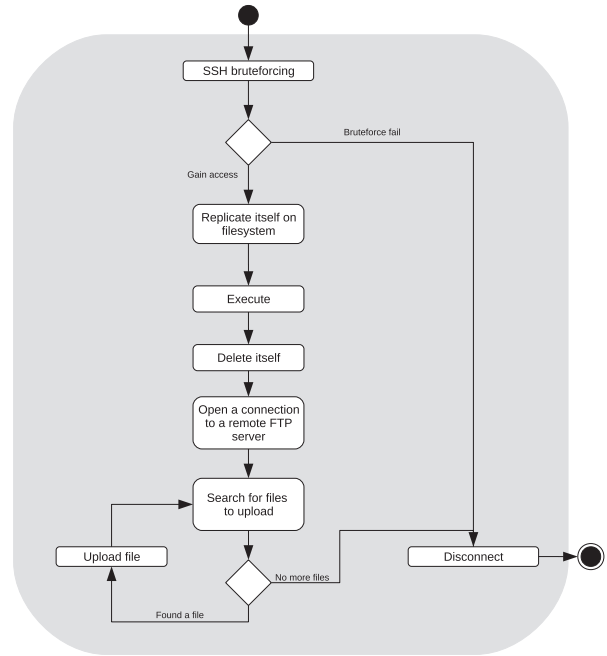 SSH bruteforcing
Bruteforce fail
Gain access
Replicate itself on
filesystem
Execute
Delete itself
Open a connection
to a remote FTP
server
Search for files
to upload
Upload file
Disconnect
No more files
Found a file